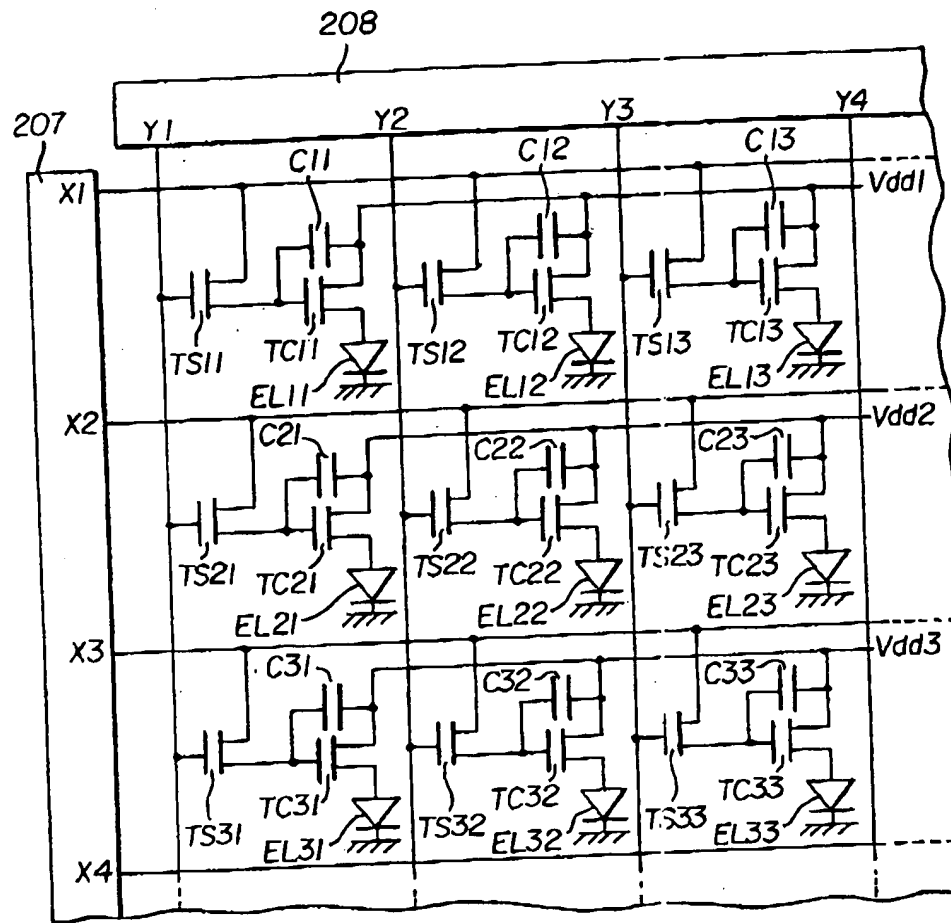 208
207
Y1 Y2 Y3 Y4
C11 C12 C13
X1 Vdd1
TS11 TC11 TS12 TC12 TS13 TC13
EL11 EL12 EL13
X2 Vdd2
C21 C22 C23
TS21 TC21 TS22 TC22 TS23 TC23
EL21 EL22 EL23
X3 Vdd3
C31 C32 C33
TS31 TC31 TS32 TC32 TS33 TC33
EL31 EL32 EL33
X4